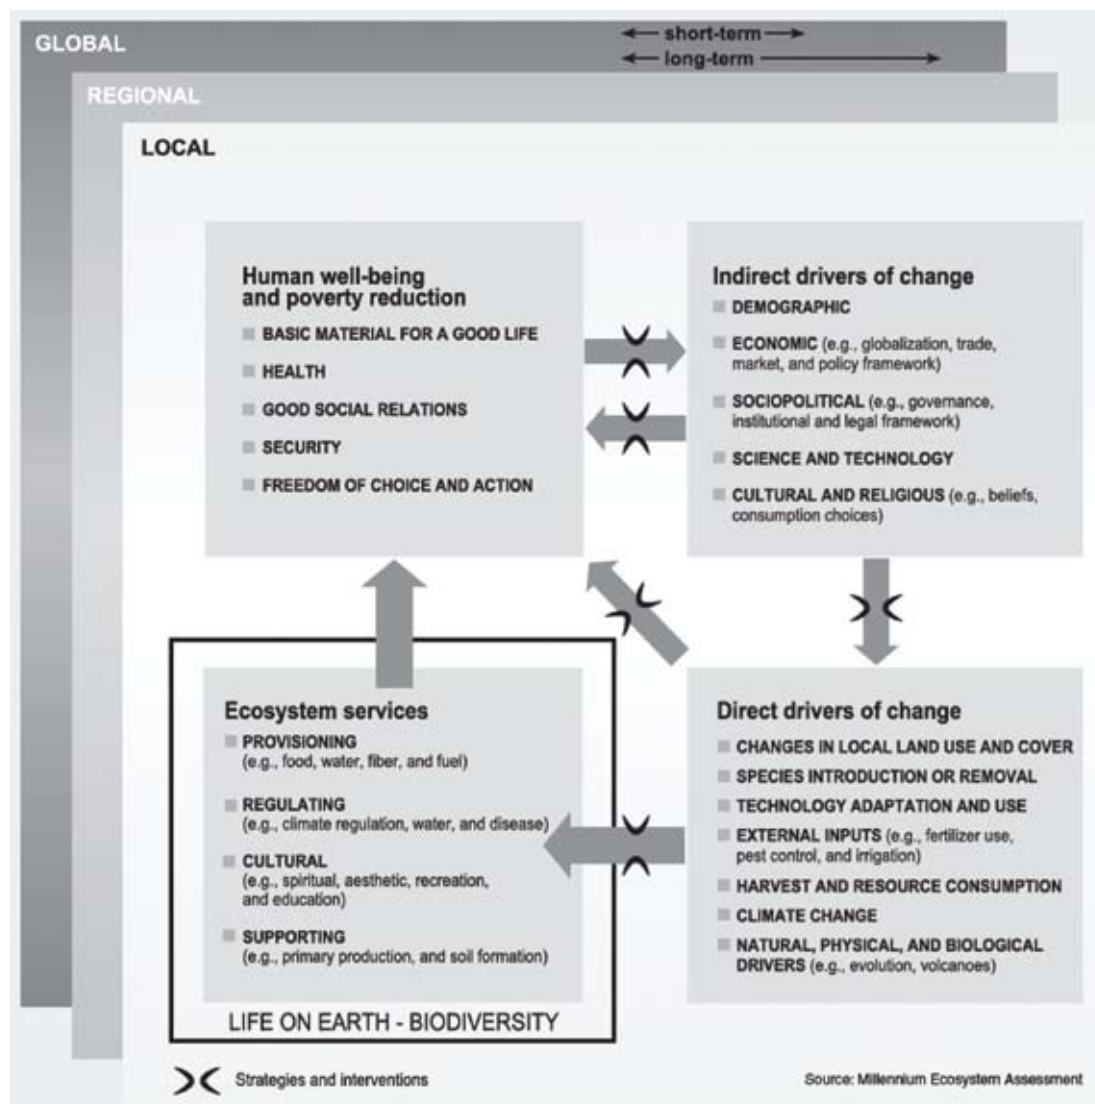 GLOBAL
short-term
long-term
REGIONAL
LOCAL
Human well-being
and poverty reduction
BASIC MATERIAL FOR A GOOD LIFE
HEALTH
GOOD SOCIAL RELATIONS
SECURITY
FREEDOM OF CHOICE AND ACTION
Indirect drivers of change
DEMOGRAPHIC
ECONOMIC (e.g., globalization, trade,
market, and policy framework)
SOCIOPOLITICAL (e.g., governance,
institutional and legal framework)
SCIENCE AND TECHNOLOGY
CULTURAL AND RELIGIOUS (e.g., beliefs,
consumption choices)
Ecosystem services
PROVISIONING
(e.g., food, water, fiber, and fuel)
REGULATING
(e.g., climate regulation, water, and disease)
CULTURAL
(e.g., spiritual, aesthetic, recreation,
and education)
SUPPORTING
(e.g., primary production, and soil formation)
LIFE ON EARTH - BIODIVERSITY
Direct drivers of change
CHANGES IN LOCAL LAND USE AND COVER
SPECIES INTRODUCTION OR REMOVAL
TECHNOLOGY ADAPTATION AND USE
EXTERNAL INPUTS (e.g., fertilizer use,
pest control, and irrigation)
HARVEST AND RESOURCE CONSUMPTION
CLIMATE CHANGE
NATURAL, PHYSICAL, AND BIOLOGICAL
DRIVERS (e.g., evolution, volcanoes)
Strategies and interventions
Source: Millennium Ecosystem Assessment